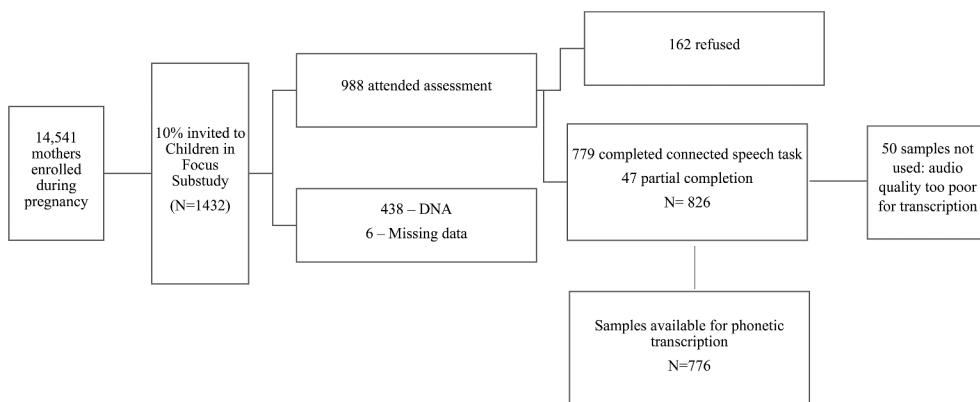 14,541
mothers
enrolled
during
pregnancy
10% invited to
Children in
Focus
Substudy
(N=1432)
988 attended assessment
438 – DNA
6 – Missing data
162 refused
779 completed connected speech task
47 partial completion
N= 826
50 samples not
used: audio
quality too poor
for transcription
Samples available for phonetic
transcription
N=776